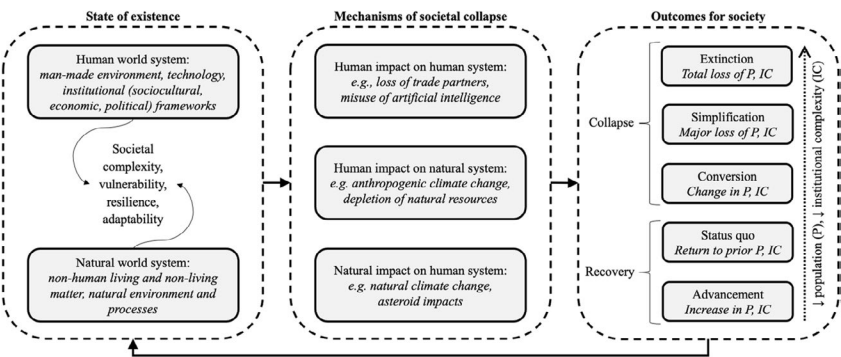 State of existence
Human world system:
man-made environment, technology,
institutional (sociocultural,
economic, political) frameworks
Societal
complexity,
vulnerability,
resilience,
adaptability
Natural world system:
non-human living and non-living
matter, natural environment and
processes
Mechanisms of societal collapse
Human impact on human system:
e.g., loss of trade partners,
misuse of artificial intelligence
Human impact on natural system:
e.g. anthropogenic climate change,
depletion of natural resources
Natural impact on human system:
e.g. natural climate change,
asteroid impacts
Outcomes for society
Collapse
Extinction
Total loss of P, IC
Simplification
Major loss of P, IC
Conversion
Change in P, IC
Recovery
Status quo
Return to prior P, IC
Advancement
Increase in P, IC
↓ population (P), ↓ institutional complexity (IC)